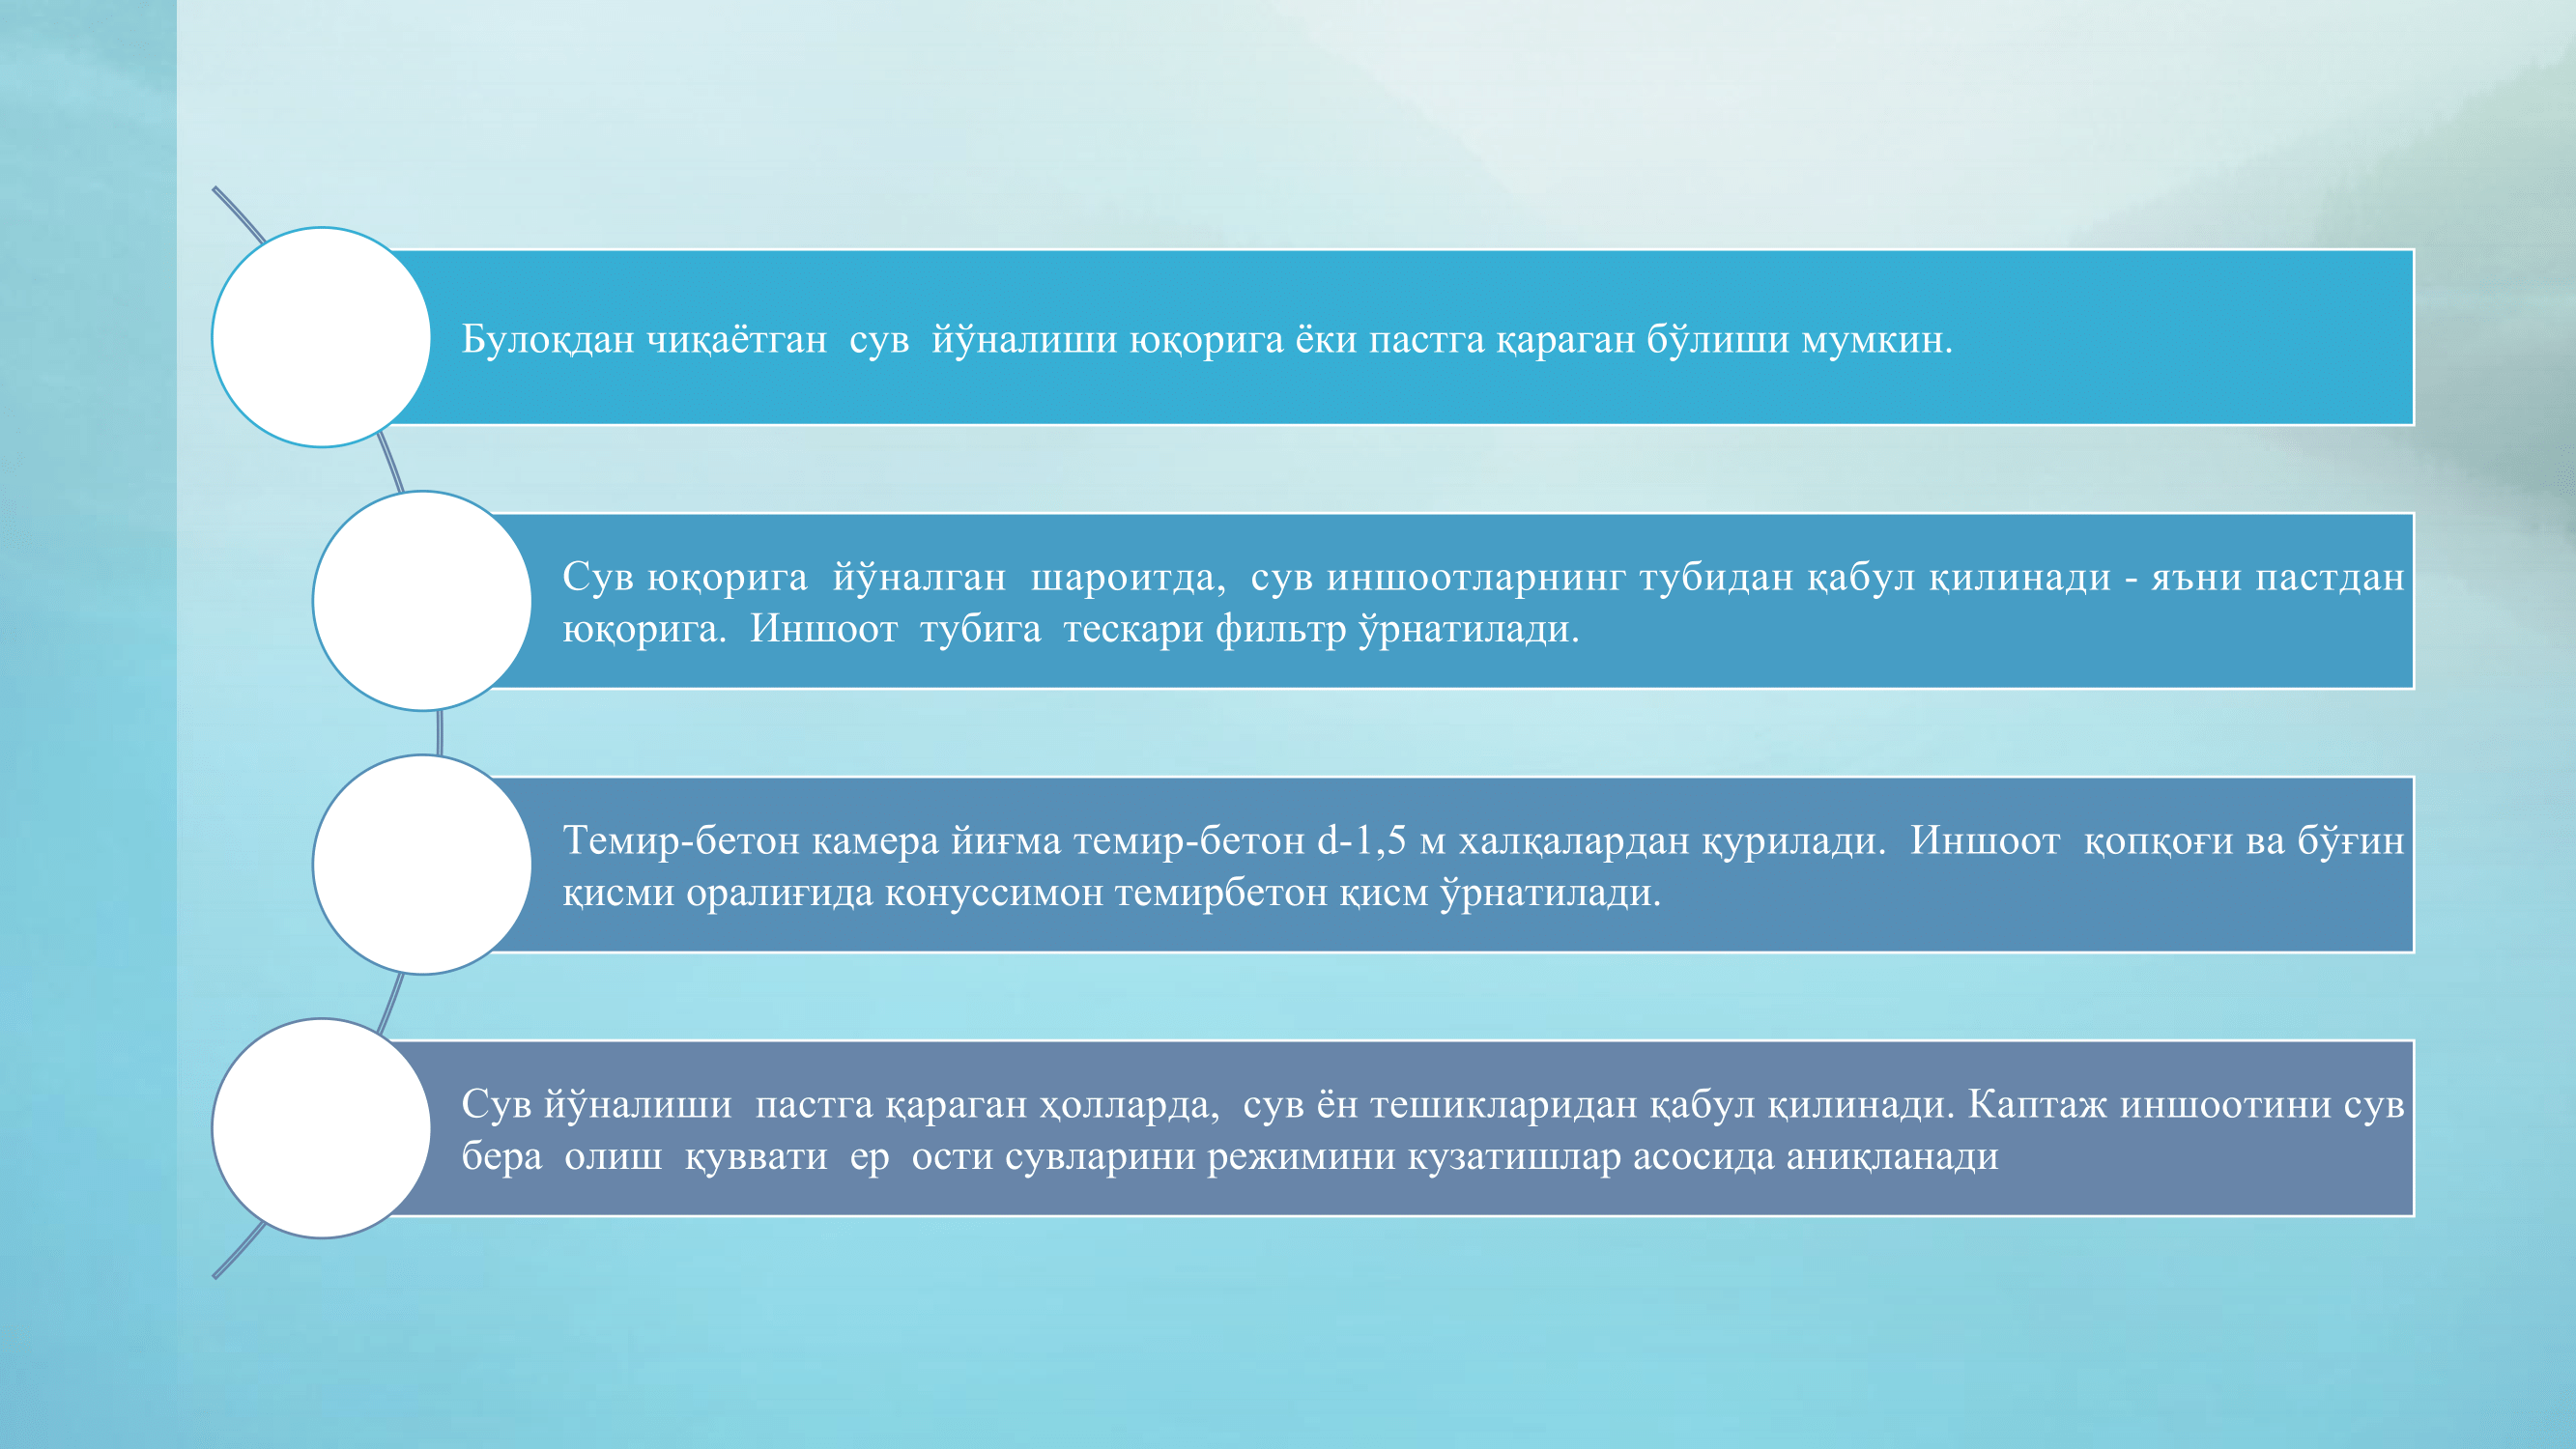 Булоқдан чиқаётган сув йўналиши юқорига ёки пастга қараган бўлиши мумкин.
Сув юқорига йўналган шароитда, сув иншоотларнинг тубидан қабул қилинади - яъни пастдан
юқорига. Иншоот тубига тескари фильтр ўрнатилади.
Темир-бетон камера йиғма темир-бетон d-1,5 м халқалардан қурилади. Иншоот қопқоғи ва бўғин
қисми оралиғида конуссимон темирбетон қисм ўрнатилади.
Сув йўналиши пастга қараган ҳолларда, сув ён тешикларидан қабул қилинади. Каптаж иншоотини сув
бера олиш қуввати ер ости сувларини режимини кузатишлар асосида аниқланади